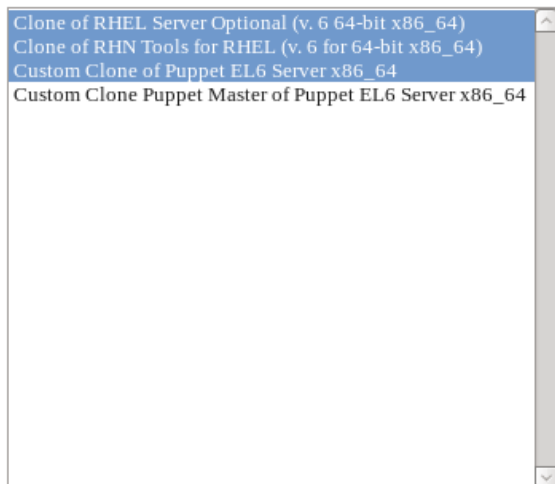 Clone of RHEL Server Optional (v. 6 64-bit x86_64)
Clone of RHN Tools for RHEL (v. 6 for 64-bit x86_64)
Custom Clone of Puppet EL6 Server x86_64
Custom Clone Puppet Master of Puppet EL6 Server x86_64